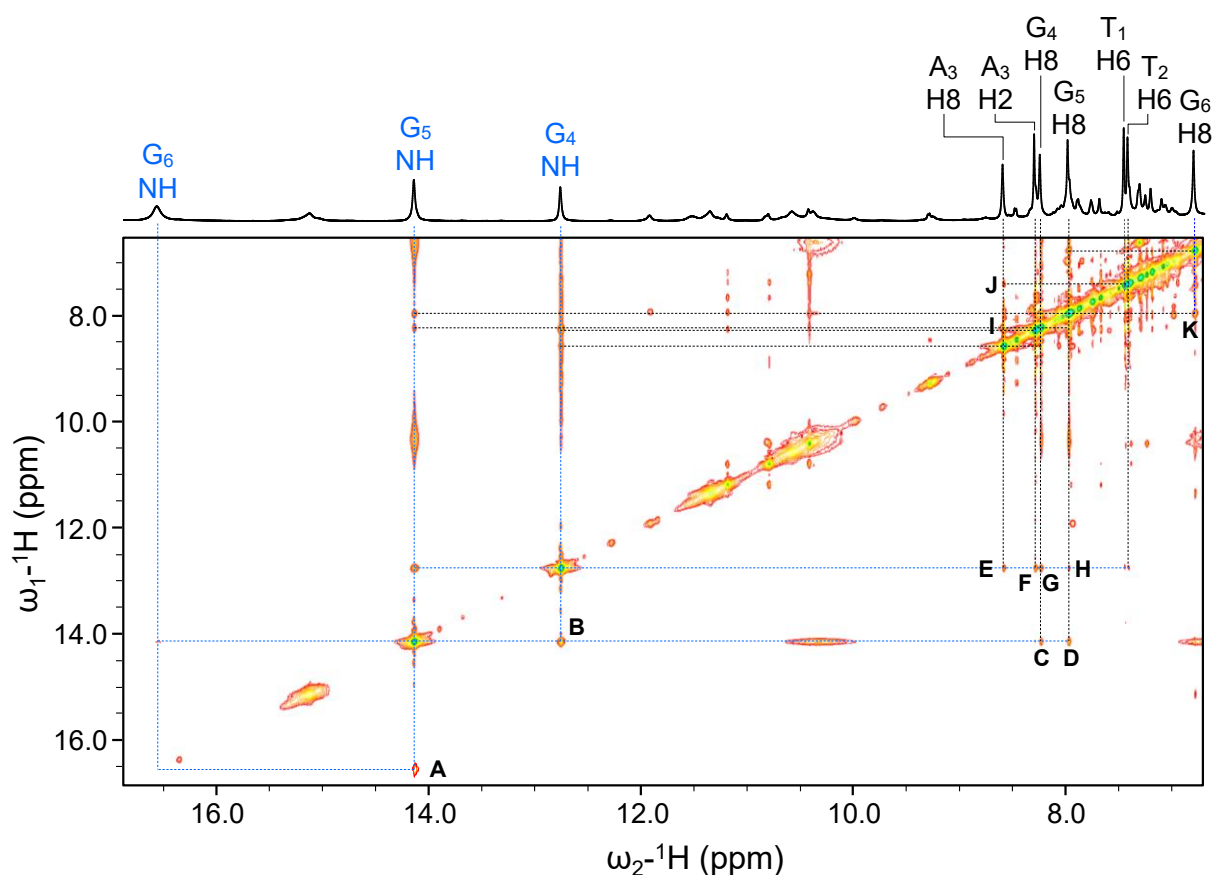 G₄ T₁
A₃ A₃ H8 H6 T₂
H8 H2 G₅ H6 G₆
H8 H8
G₅ G₄
G₆ NH NH
NH
J
8.0
I K
10.0
ω₁-¹H (ppm)
12.0
E F G H
B
14.0
C D
16.0
A
16.0 14.0 12.0 10.0 8.0
ω₂-¹H (ppm)